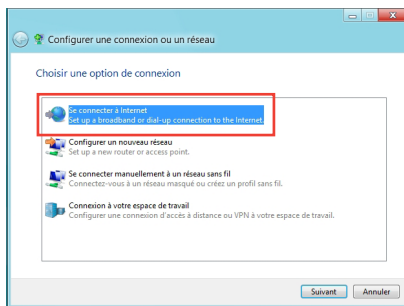 Configurer une connexion ou un réseau
Choisir une option de connexion
Se connecter à Internet
Set up a broadband or dial-up connection to the Internet.
Configurer un nouveau réseau
Set up a new router or access point.
Se connecter manuellement à un réseau sans fil
Connectez-vous à un réseau masqué ou créez un profil sans fil.
Connexion à votre espace de travail
Configurer une connexion d'accès à distance ou VPN à votre espace de travail.
Suivant
Annuler